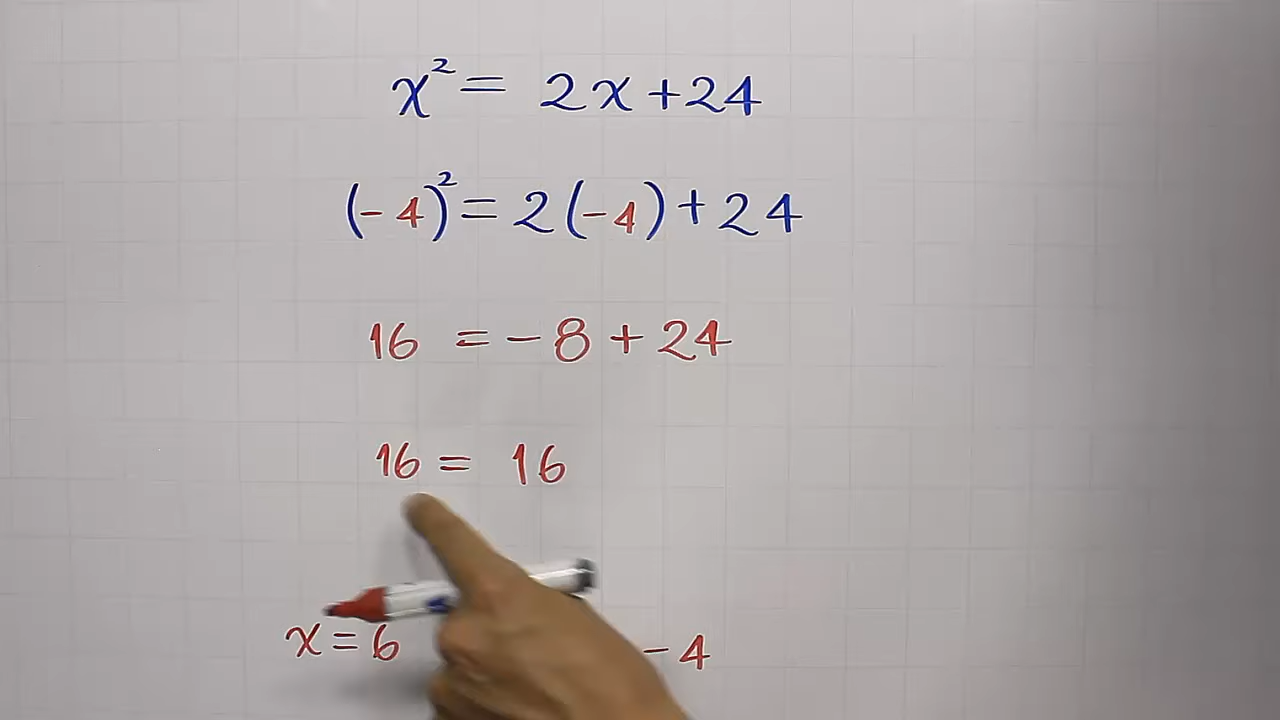 x² = 2x + 24
(-4)² = 2(-4) + 24
16 = -8 + 24
16 = 16
x = 6 -4